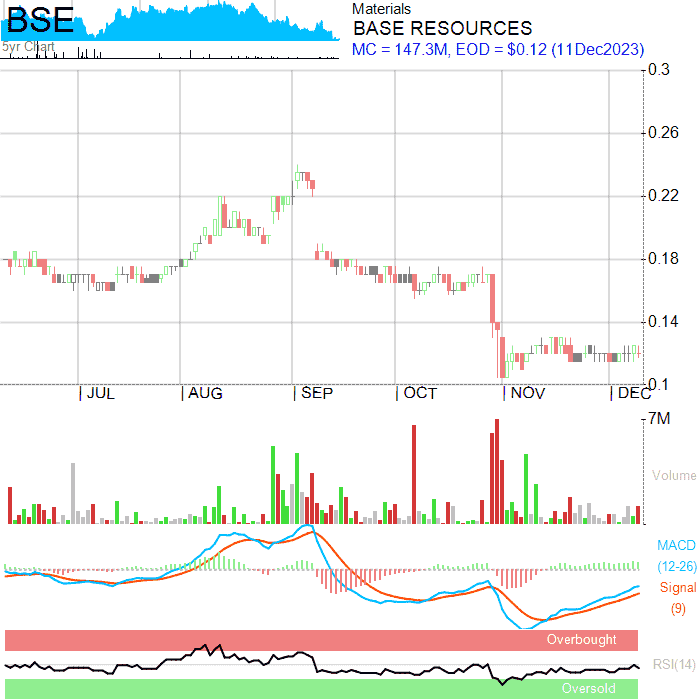 BSE
5yr Chart
Materials
BASE RESOURCES
MC = 147.3M, EOD = $0.12 (11Dec2023)
0.3
0.26
0.22
0.18
0.14
0.1
JUL AUG SEP OCT NOV DEC
7M
Volume
MACD
(12-26)
Signal
(9)
Overbought
RSI(14)
Oversold